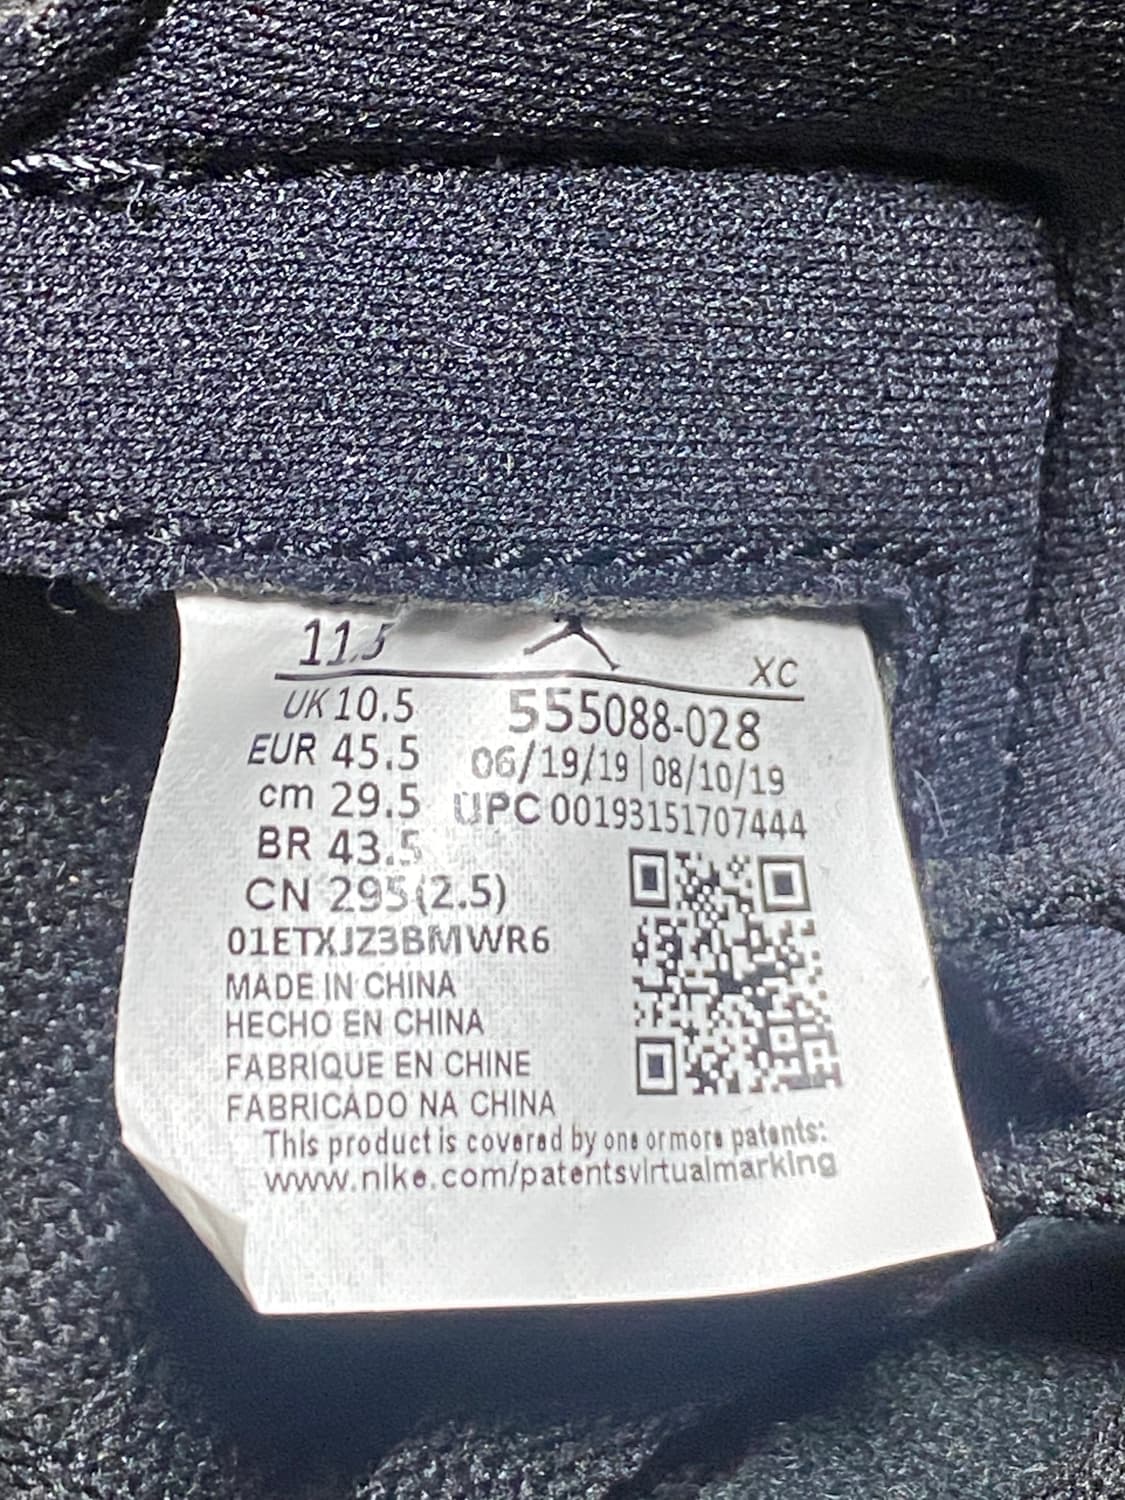 11.5
XC
UK 10.5
555088-028
EUR 45.5
06/19/19 | 08/10/19
cm 29.5
UPC 00193151707444
BR 43.5
CN 295(2.5)
01ETXJZ3BMWR6
MADE IN CHINA
HECHO EN CHINA
FABRIQUE EN CHINE
FABRICADO NA CHINA
This product is covered by one or more patents:
www.nike.com/patentsvirtualmarking